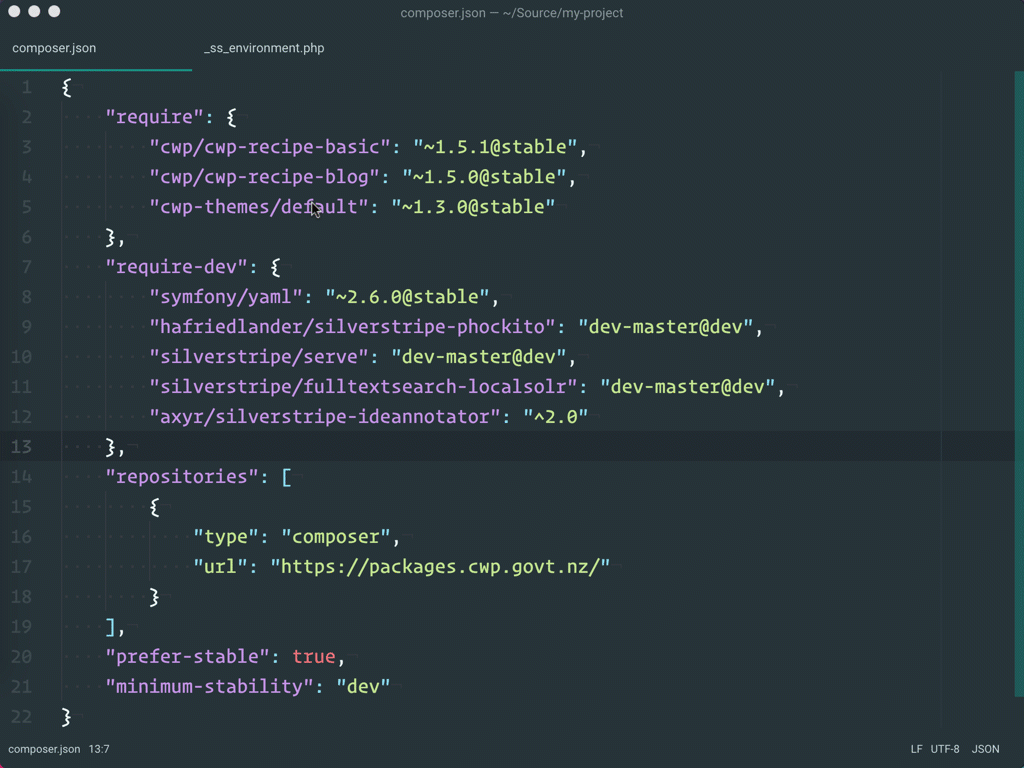 composer.json — ~/Source/my-project
composer.json _ss_environment.php
1 {
2 "require": {
3 "cwp/cwp-recipe-basic": "~1.5.1@stable",
4 "cwp/cwp-recipe-blog": "~1.5.0@stable",
5 "cwp-themes/default": "~1.3.0@stable"
6 },
7 "require-dev": {
8 "symfony/yaml": "~2.6.0@stable",
9 "hafriedlander/silverstripe-phockito": "dev-master@dev",
10 "silverstripe/serve": "dev-master@dev",
11 "silverstripe/fulltextsearch-localsolr": "dev-master@dev",
12 "axyr/silverstripe-ideannotator": "^2.0"
13 },
14 "repositories": [
15 {
16 "type": "composer",
17 "url": "https://packages.cwp.govt.nz/"
18 }
19 ],
20 "prefer-stable": true,
21 "minimum-stability": "dev"
22 }
composer.json 13:7 LF UTF-8 JSON